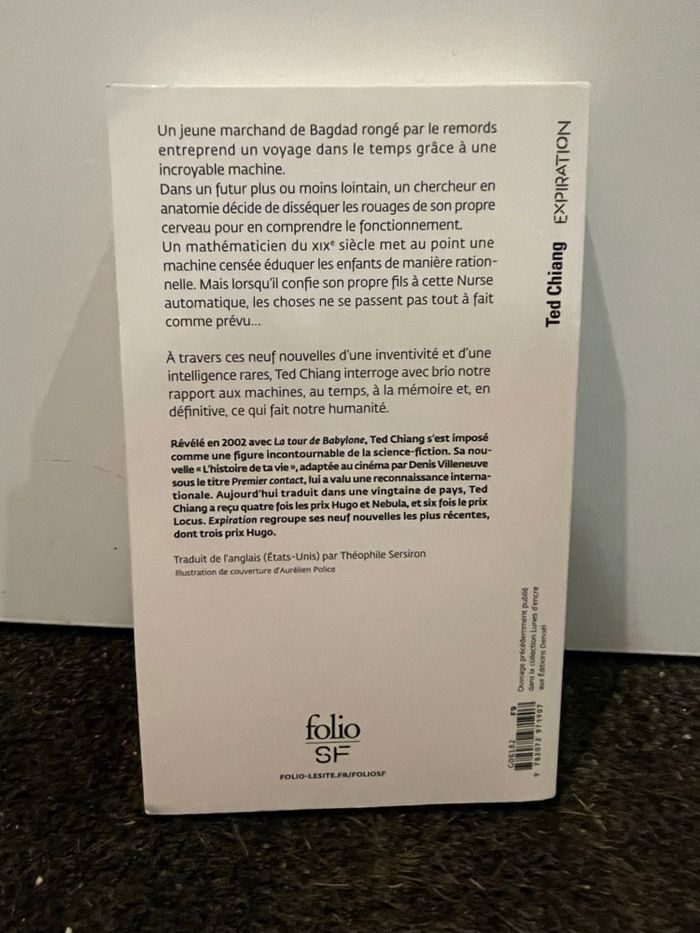 Un jeune marchand de Bagdad rongé par le remords
entreprend un voyage dans le temps grâce à une
incroyable machine.
Dans un futur plus ou moins lointain, un chercheur en
anatomie décide de disséquer les rouages de son propre
cerveau pour en comprendre le fonctionnement.
Un mathématicien du XIXᵉ siècle met au point une
machine censée éduquer les enfants de manière ration-
nelle. Mais lorsqu'il confie son propre fils à cette Nurse
automatique, les choses ne se passent pas tout à fait
comme prévu...
À travers ces neuf nouvelles d'une inventivité et d'une
intelligence rares, Ted Chiang interroge avec brio notre
rapport aux machines, au temps, à la mémoire et, en
définitive, ce qui fait notre humanité.
Révélé en 2002 avec La tour de Babylone, Ted Chiang s'est imposé
comme une figure incontournable de la science-fiction. Sa nou-
velle « L'histoire de ta vie », adaptée au cinéma par Denis Villeneuve
sous le titre Premier contact, lui a valu une reconnaissance interna-
tionale. Aujourd'hui traduit dans une vingtaine de pays, Ted
Chiang a reçu quatre fois les prix Hugo et Nebula, et six fois le prix
Locus. Expiration regroupe ses neuf nouvelles les plus récentes,
dont trois prix Hugo.
Traduit de l'anglais (États-Unis) par Théophile Sersiron
Illustration de couverture d'Aurélien Police
folio
SF
FOLIO-LESITE.FR/FOLIOSF
Ted Chiang EXPIRATION
Ouvrage précédemment publié
dans la collection Lunes d'encre
aux Éditions Denoël
G06182 F9
9 782072 971907